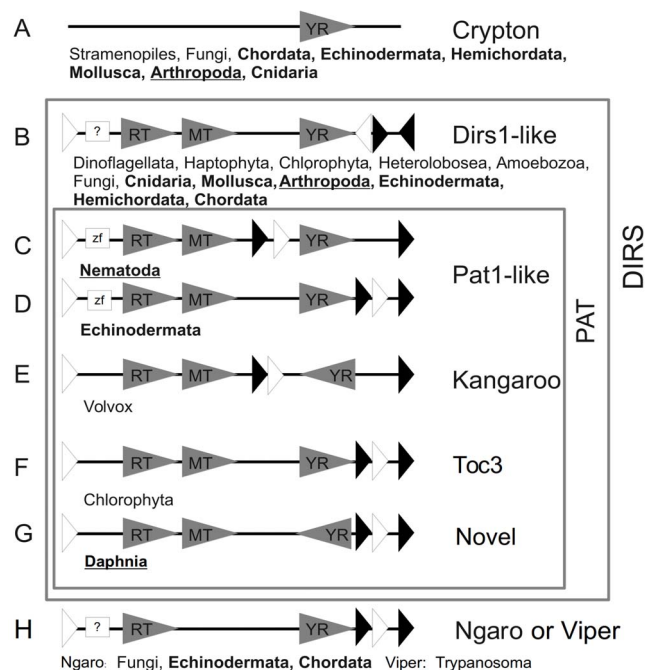 A YR Crypton
Stramenopiles, Fungi, Chordata, Echinodermata, Hemichordata,
Mollusca, Arthropoda, Cnidaria
B ? RT MT YR Dirs1-like
Dinoflagellata, Haptophyta, Chlorophyta, Heterolobosea, Amoebozoa,
Fungi, Cnidaria, Mollusca, Arthropoda, Echinodermata,
Hemichordata, Chordata
C zf RT MT YR
Nematoda
Pat1-like
D zf RT MT YR
Echinodermata
E RT MT YR Kangaroo
Volvox
F RT MT YR Toc3
Chlorophyta
G RT MT YR Novel
Daphnia
PAT
DIRS
H ? RT YR Ngaro or Viper
Ngaro: Fungi, Echinodermata, Chordata Viper: Trypanosoma